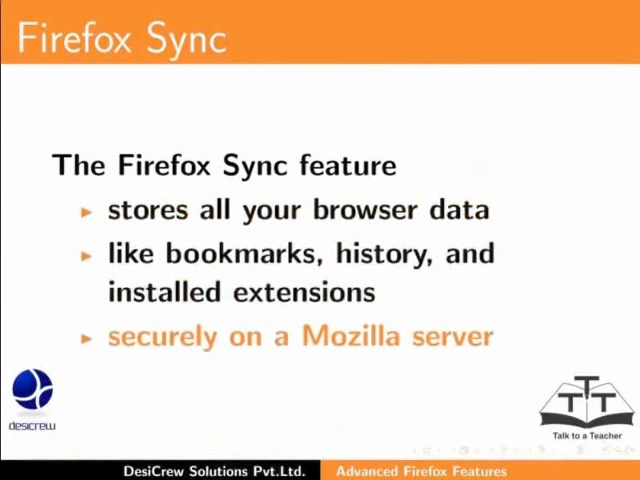 Firefox Sync
The Firefox Sync feature
stores all your browser data
like bookmarks, history, and
installed extensions
securely on a Mozilla server
desicrew
TTT
Talk to a Teacher
DesiCrew Solutions Pvt.Ltd. Advanced Firefox Features